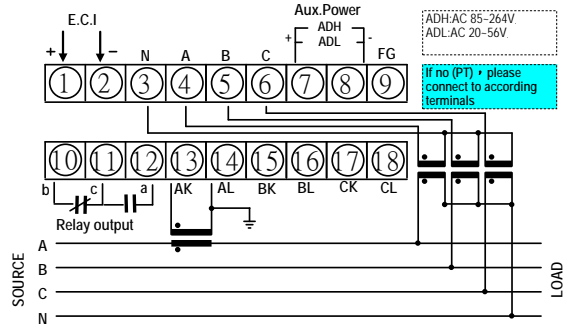 E.C.I
Aux.Power
ADH
+ ADL -
ADH:AC 85~264V.
ADL:AC 20~56V.
+ - N A B C FG
1 2 3 4 5 6 7 8 9
If no (PT)，please
connect to according
terminals
10 11 12 13 14 15 16 17 18
b c a AK AL BK BL CK CL
Relay output
SOURCE
A
B
C
N
LOAD